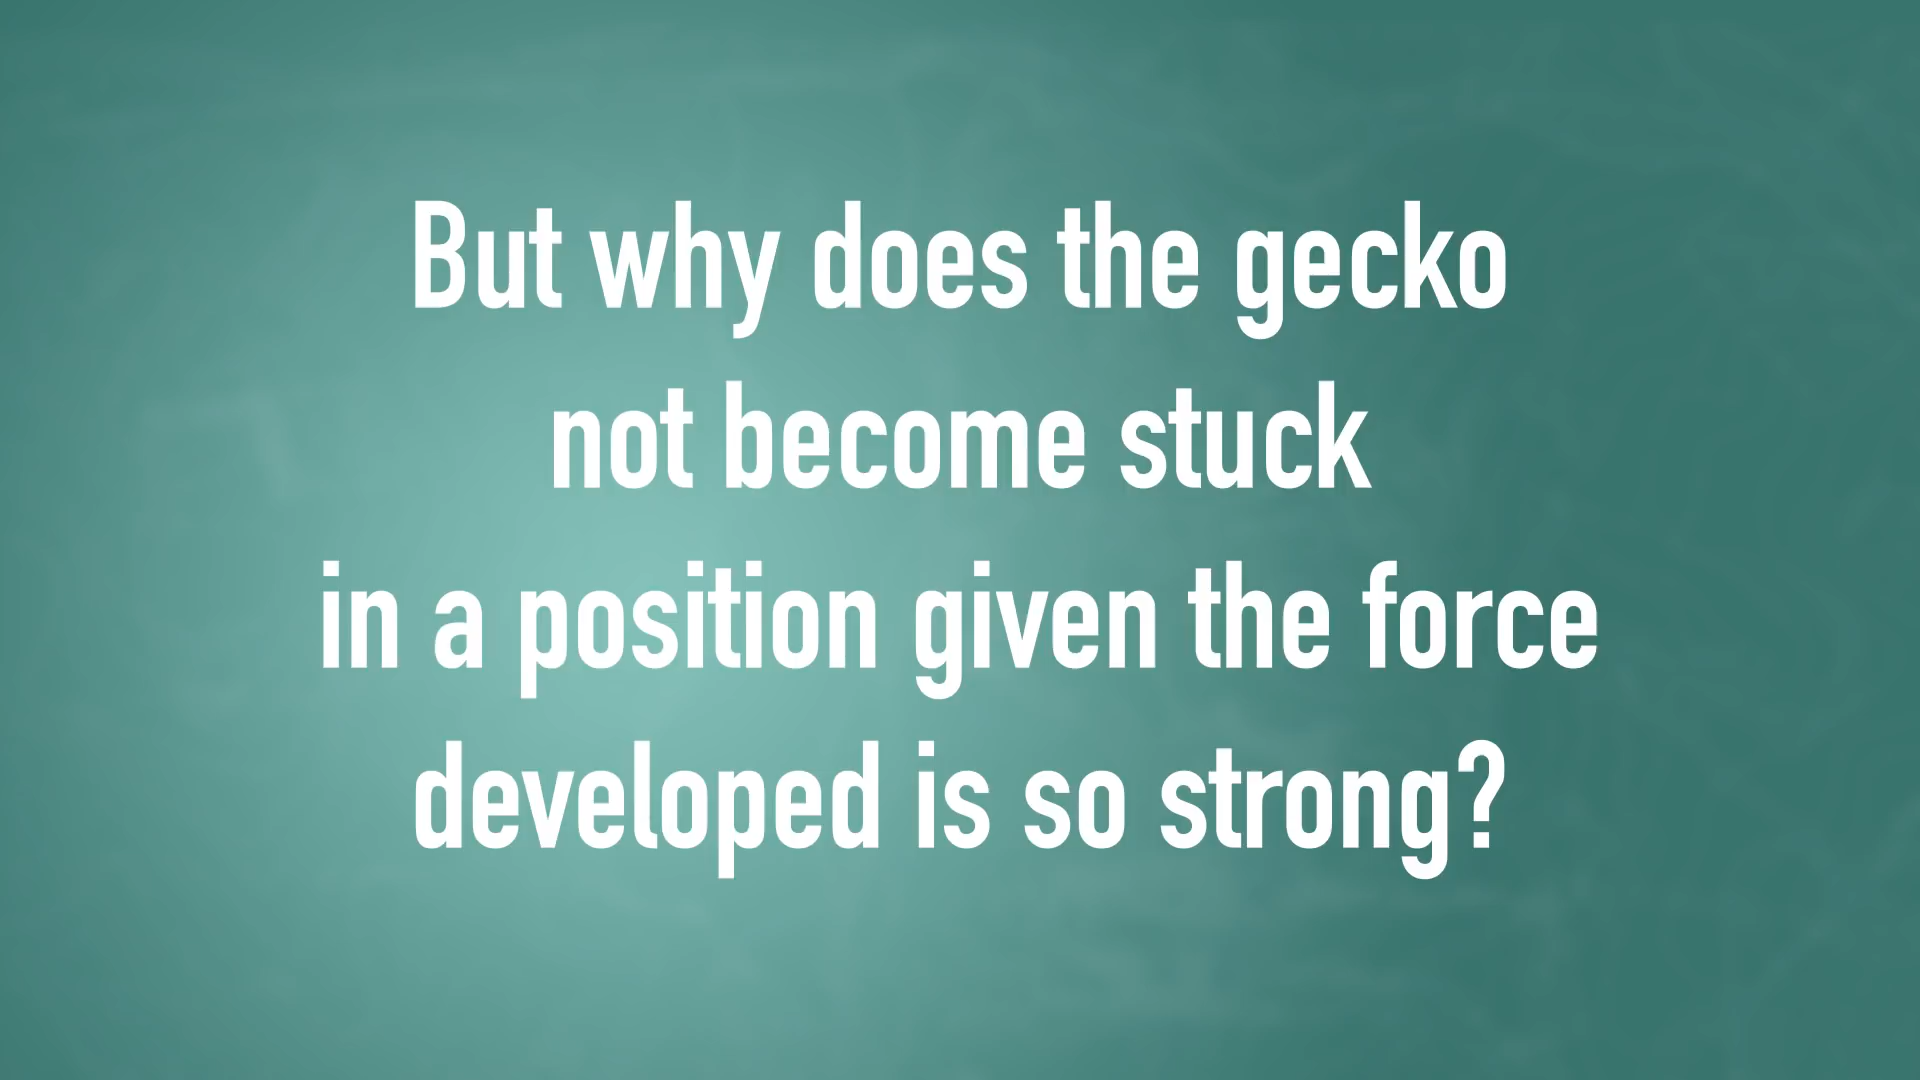 But why does the gecko
not become stuck
in a position given the force
developed is so strong?